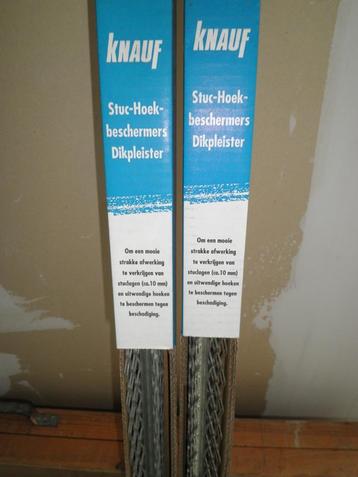 KNAUF
Stuc-Hoek-
beschermers
Dikpleister
Om een mooie
strakke afwerking
te verkrijgen van
stuclagen (ca.10 mm)
en uitwendige hoeken
te beschermen tegen
beschadiging.
KNAUF
Stuc-Hoek-
beschermers
Dikpleister
Om een mooie
strakke afwerking
te verkrijgen van
stuclagen (ca.10 mm)
en uitwendige hoeken
te beschermen tegen
beschadiging.